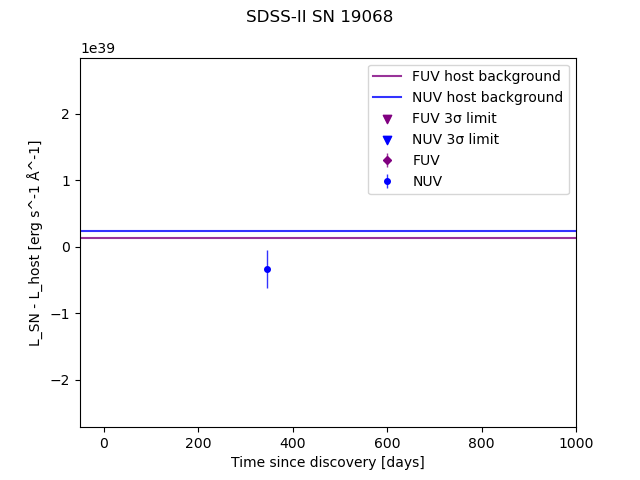 SDSS-II SN 19068
1e39
FUV host background
NUV host background
FUV 3σ limit
NUV 3σ limit
FUV
NUV
L_SN - L_host [erg s^-1 Å^-1]
2
1
0
−1
−2
0
200
400
600
800
1000
Time since discovery [days]